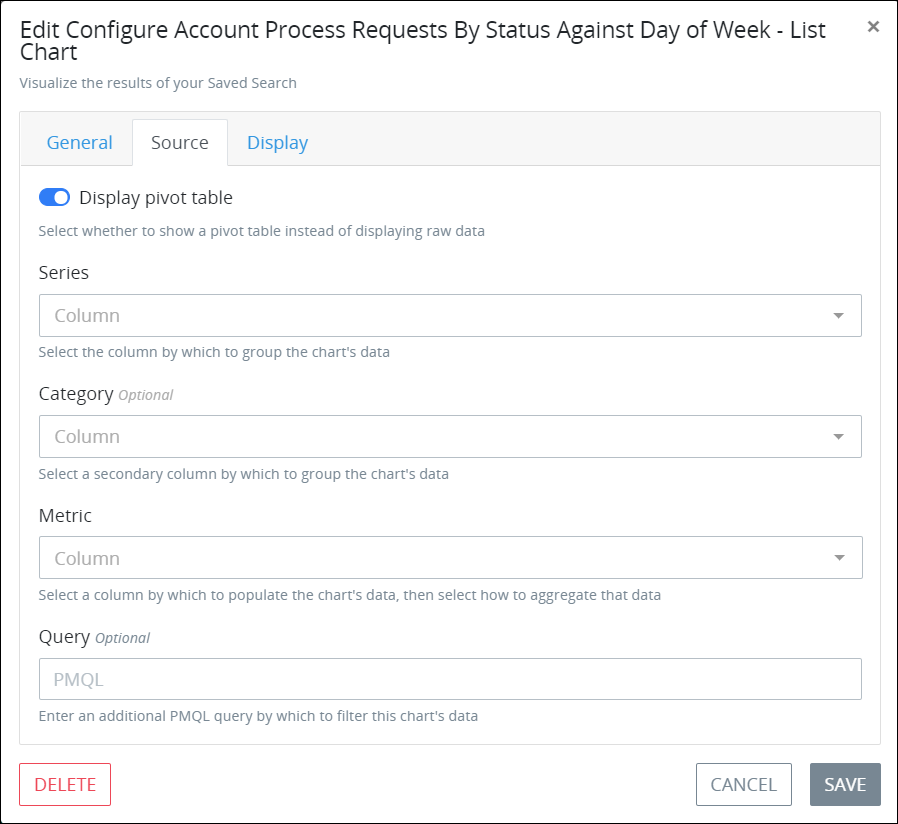 Edit Configure Account Process Requests By Status Against Day of Week - List
Chart
×
Visualize the results of your Saved Search
General Source Display
Display pivot table
Select whether to show a pivot table instead of displaying raw data
Series
Column
Select the column by which to group the chart's data
Category Optional
Column
Select a secondary column by which to group the chart's data
Metric
Column
Select a column by which to populate the chart's data, then select how to aggregate that data
Query Optional
PMQL
Enter an additional PMQL query by which to filter this chart's data
DELETE CANCEL SAVE